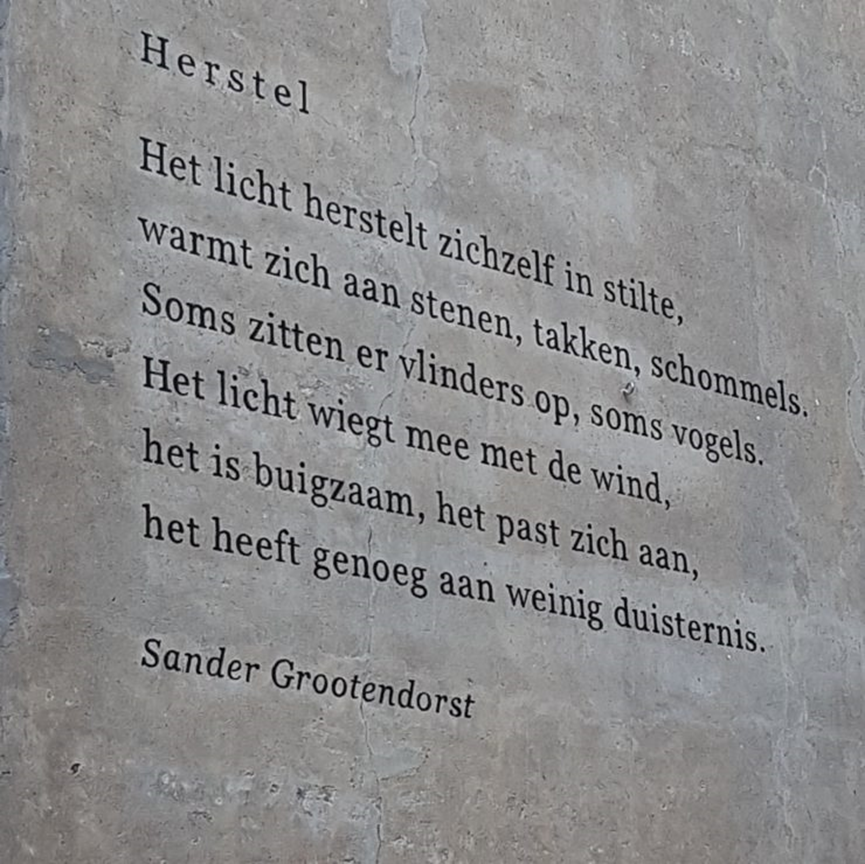 Herstel
Het licht herstelt zichzelf in stilte,
warmt zich aan stenen, takken, schommels.
Soms zitten er vlinders op, soms vogels.
Het licht wiegt mee met de wind,
het is buigzaam, het past zich aan,
het heeft genoeg aan weinig duisternis.
Sander Grootendorst